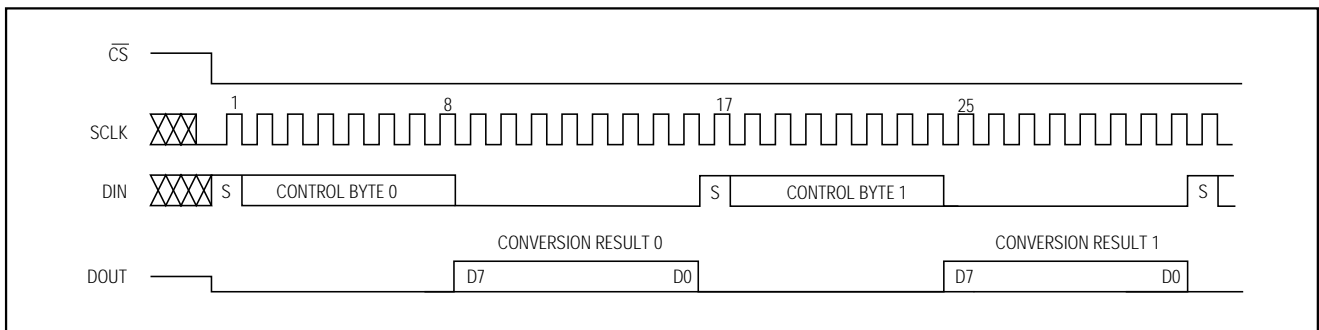 C̅S̅
1 8 17 25
SCLK
DIN S CONTROL BYTE 0 S CONTROL BYTE 1 S
CONVERSION RESULT 0 CONVERSION RESULT 1
DOUT D7 D0 D7 D0